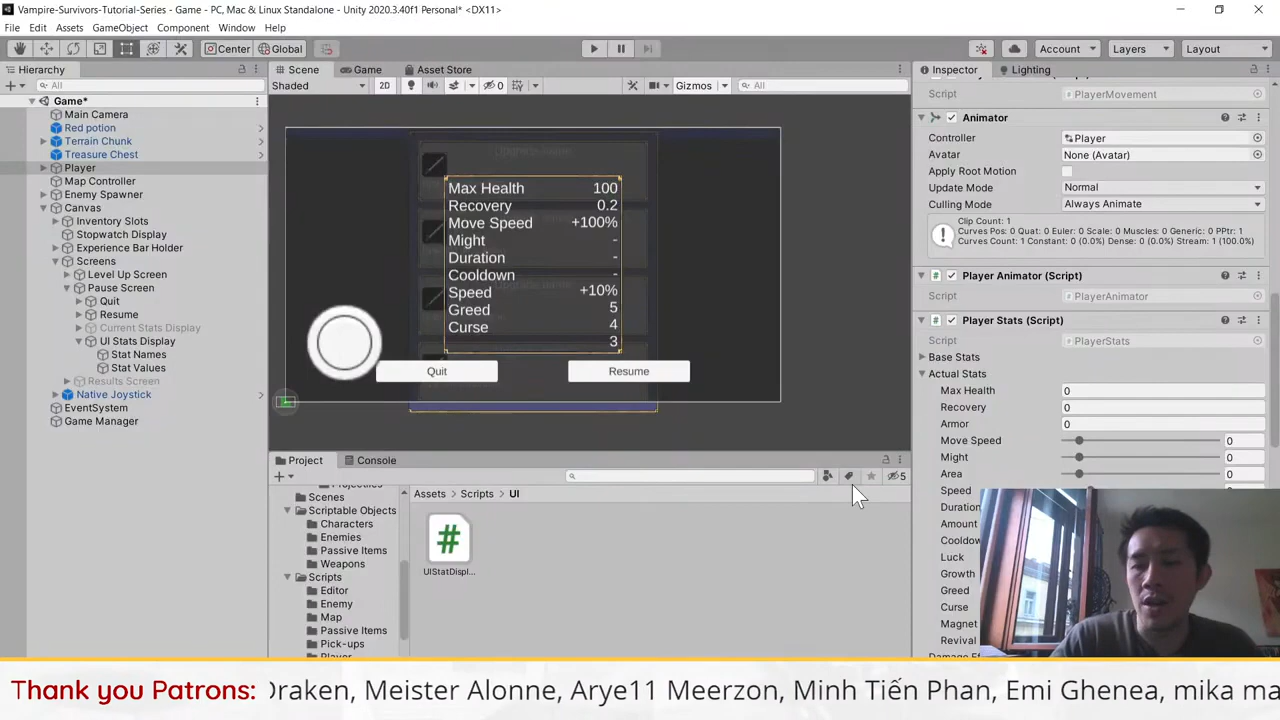 Vampire-Survivors-Tutorial-Series - Game - PC, Mac & Linux Standalone - Unity 2020.3.40f1 Personal* <DX11>
File Edit Assets GameObject Component Window Help
Center Global Account Layers Layout
Hierarchy
All
Game*
Main Camera
Red potion
Terrain Chunk
Treasure Chest
Player
Map Controller
Enemy Spawner
Canvas
Inventory Slots
Stopwatch Display
Experience Bar Holder
Screens
Level Up Screen
Pause Screen
Quit
Resume
Current Stats Display
UI Stats Display
Stat Names
Stat Values
Results Screen
Native Joystick
EventSystem
Game Manager
Scene Game Asset Store
Shaded 2D 0 Gizmos All
Max Health 100
Recovery 0.2
Move Speed +100%
Might -
Duration -
Cooldown -
Speed +10%
Greed 5
Curse 4
3
Quit Resume
Project Console
5
Scenes
Scriptable Objects
Characters
Enemies
Passive Items
Weapons
Scripts
Editor
Enemy
Map
Passive Items
Pick-ups
Assets > Scripts > UI
UIStatDispl...
Inspector Lighting
Script PlayerMovement
Animator
Controller Player
Avatar None (Avatar)
Apply Root Motion
Update Mode Normal
Culling Mode Always Animate
Clip Count: 1
Curves Pos: 0 Quat: 0 Euler: 0 Scale: 0 Muscles: 0 Generic: 0 PPtr: 1
Curves Count: 1 Constant: 0 (0.0%) Dense: 0 (0.0%) Stream: 1 (100.0%)
Player Animator (Script)
Script PlayerAnimator
Player Stats (Script)
Script PlayerStats
Base Stats
Actual Stats
Max Health 0
Recovery 0
Armor 0
Move Speed 0
Might 0
Area 0
Speed
Duration
Amount
Cooldow
Luck
Growth
Greed
Curse
Magnet
Revival
Thank you Patrons: Draken, Meister Alonne, Arye11 Meerzon, Minh Tiến Phan, Emi Ghenea, mika ma